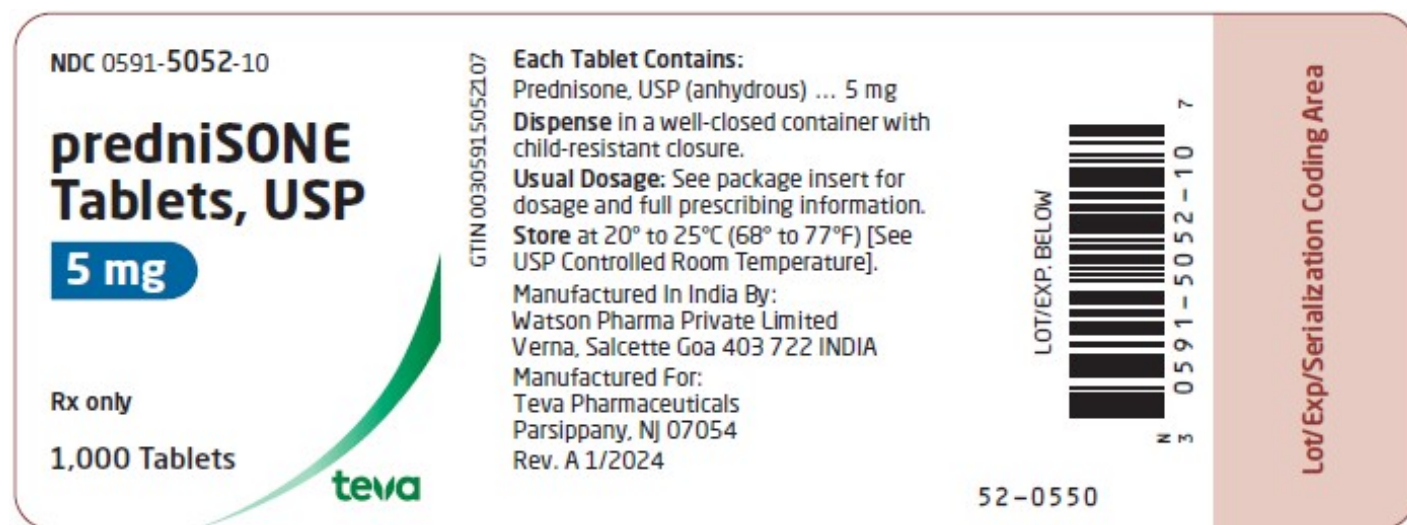 NDC 0591-5052-10
predniSONE
Tablets, USP
5 mg
Rx only
1,000 Tablets
teva
GTIN 00305915052107
Each Tablet Contains:
Prednisone, USP (anhydrous) ... 5 mg
Dispense in a well-closed container with
child-resistant closure.
Usual Dosage: See package insert for
dosage and full prescribing information.
Store at 20° to 25°C (68° to 77°F) [See
USP Controlled Room Temperature].
Manufactured In India By:
Watson Pharma Private Limited
Verna, Salcette Goa 403 722 INDIA
Manufactured For:
Teva Pharmaceuticals
Parsippany, NJ 07054
Rev. A 1/2024
LOT/EXP. BELOW
N
3 0591-5052-10 7
52-0550
Lot/Exp/Serialization Coding Area